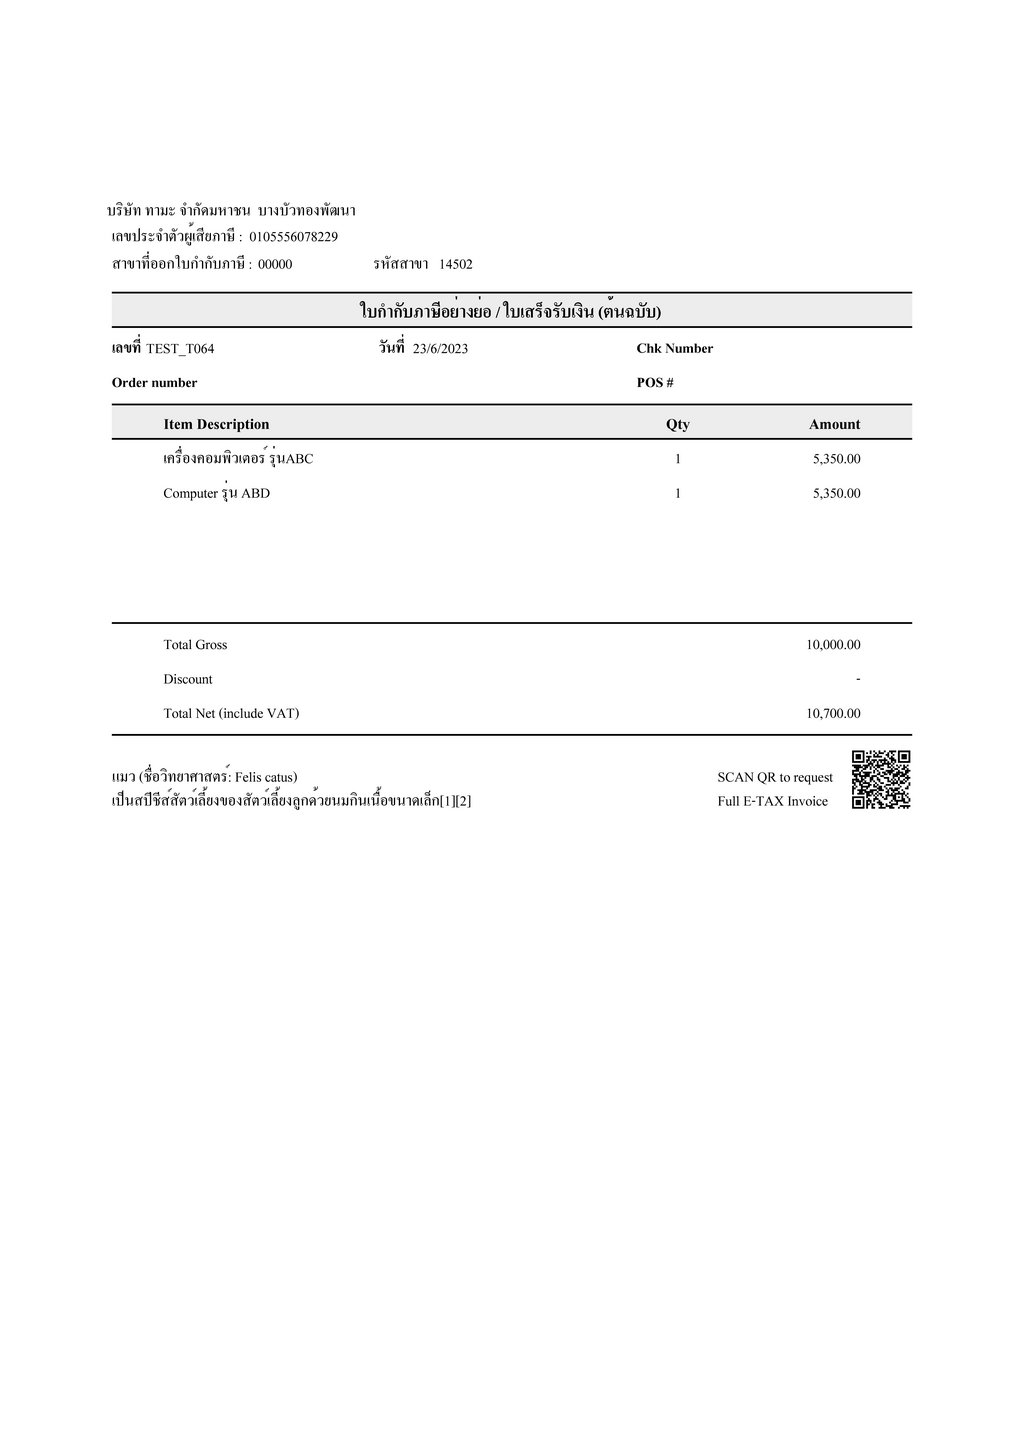 บริษัท ทามะ จำกัดมหาชน บางบัวทองพัฒนา
เลขประจำตัวผู้เสียภาษี : 0105556078229
สาขาที่ออกใบกำกับภาษี : 00000 รหัสสาขา 14502
ใบกำกับภาษีอย่างย่อ / ใบเสร็จรับเงิน (ต้นฉบับ)
เลขที่ TEST_T064 วันที่ 23/6/2023 Chk Number
Order number POS #
Item Description Qty Amount
เครื่องคอมพิวเตอร์ รุ่นABC 1 5,350.00
Computer รุ่น ABD 1 5,350.00
Total Gross 10,000.00
Discount -
Total Net (include VAT) 10,700.00
แมว (ชื่อวิทยาศาสตร์: Felis catus) SCAN QR to request
เป็นสปีชีส์สัตว์เลี้ยงของสัตว์เลี้ยงลูกด้วยนมกินเนื้อขนาดเล็ก[1][2] Full E-TAX Invoice